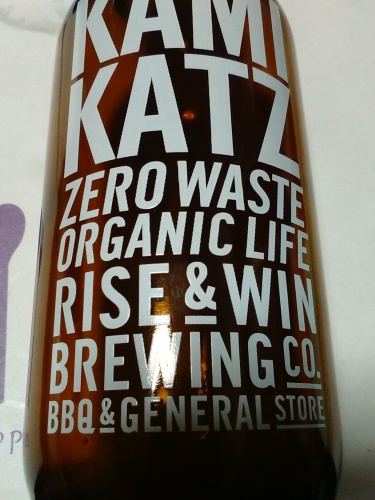 KAMI
KATZ
ZERO WASTE
ORGANIC LIFE
RISE & WIN
BREWING CO.
BBQ & GENERAL STORE